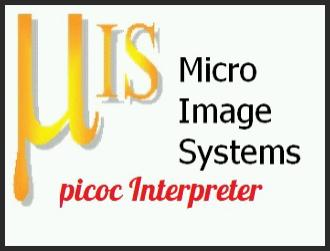 µIS
Micro
Image
Systems
picoc Interpreter